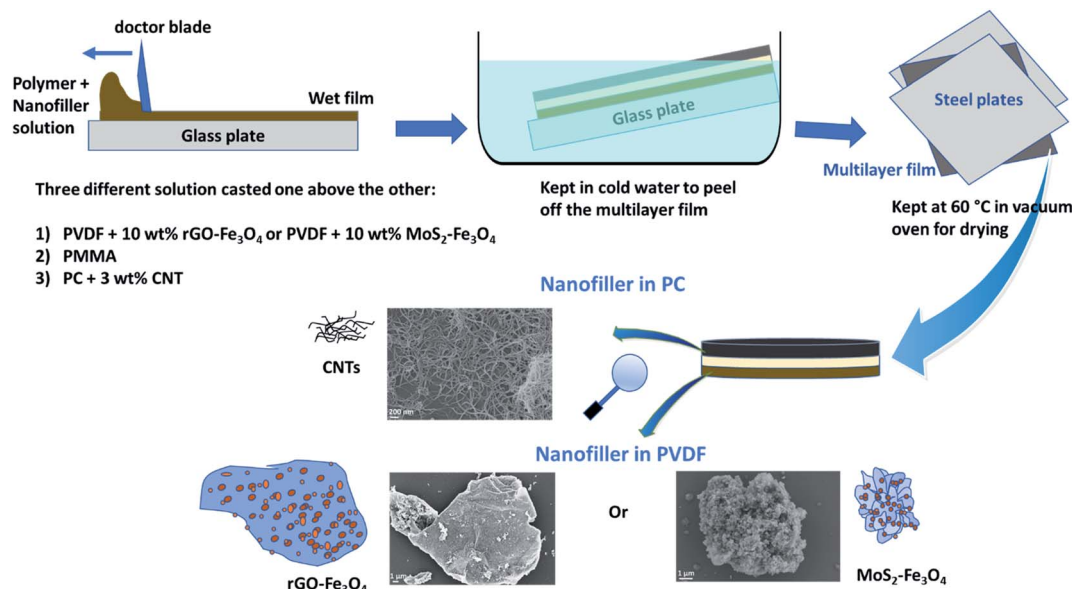 doctor blade
Polymer +
Nanofiller
solution
Wet film
Glass plate
Glass plate
Steel plates
Multilayer film
Three different solution casted one above the other:
Kept in cold water to peel
off the multilayer film
Kept at 60 °C in vacuum
oven for drying
1) PVDF + 10 wt% rGO-Fe₃O₄ or PVDF + 10 wt% MoS₂-Fe₃O₄
2) PMMA
3) PC + 3 wt% CNT
Nanofiller in PC
CNTs
200 nm
Nanofiller in PVDF
Or
1 µm
1 µm
rGO-Fe₃O₄
MoS₂-Fe₃O₄